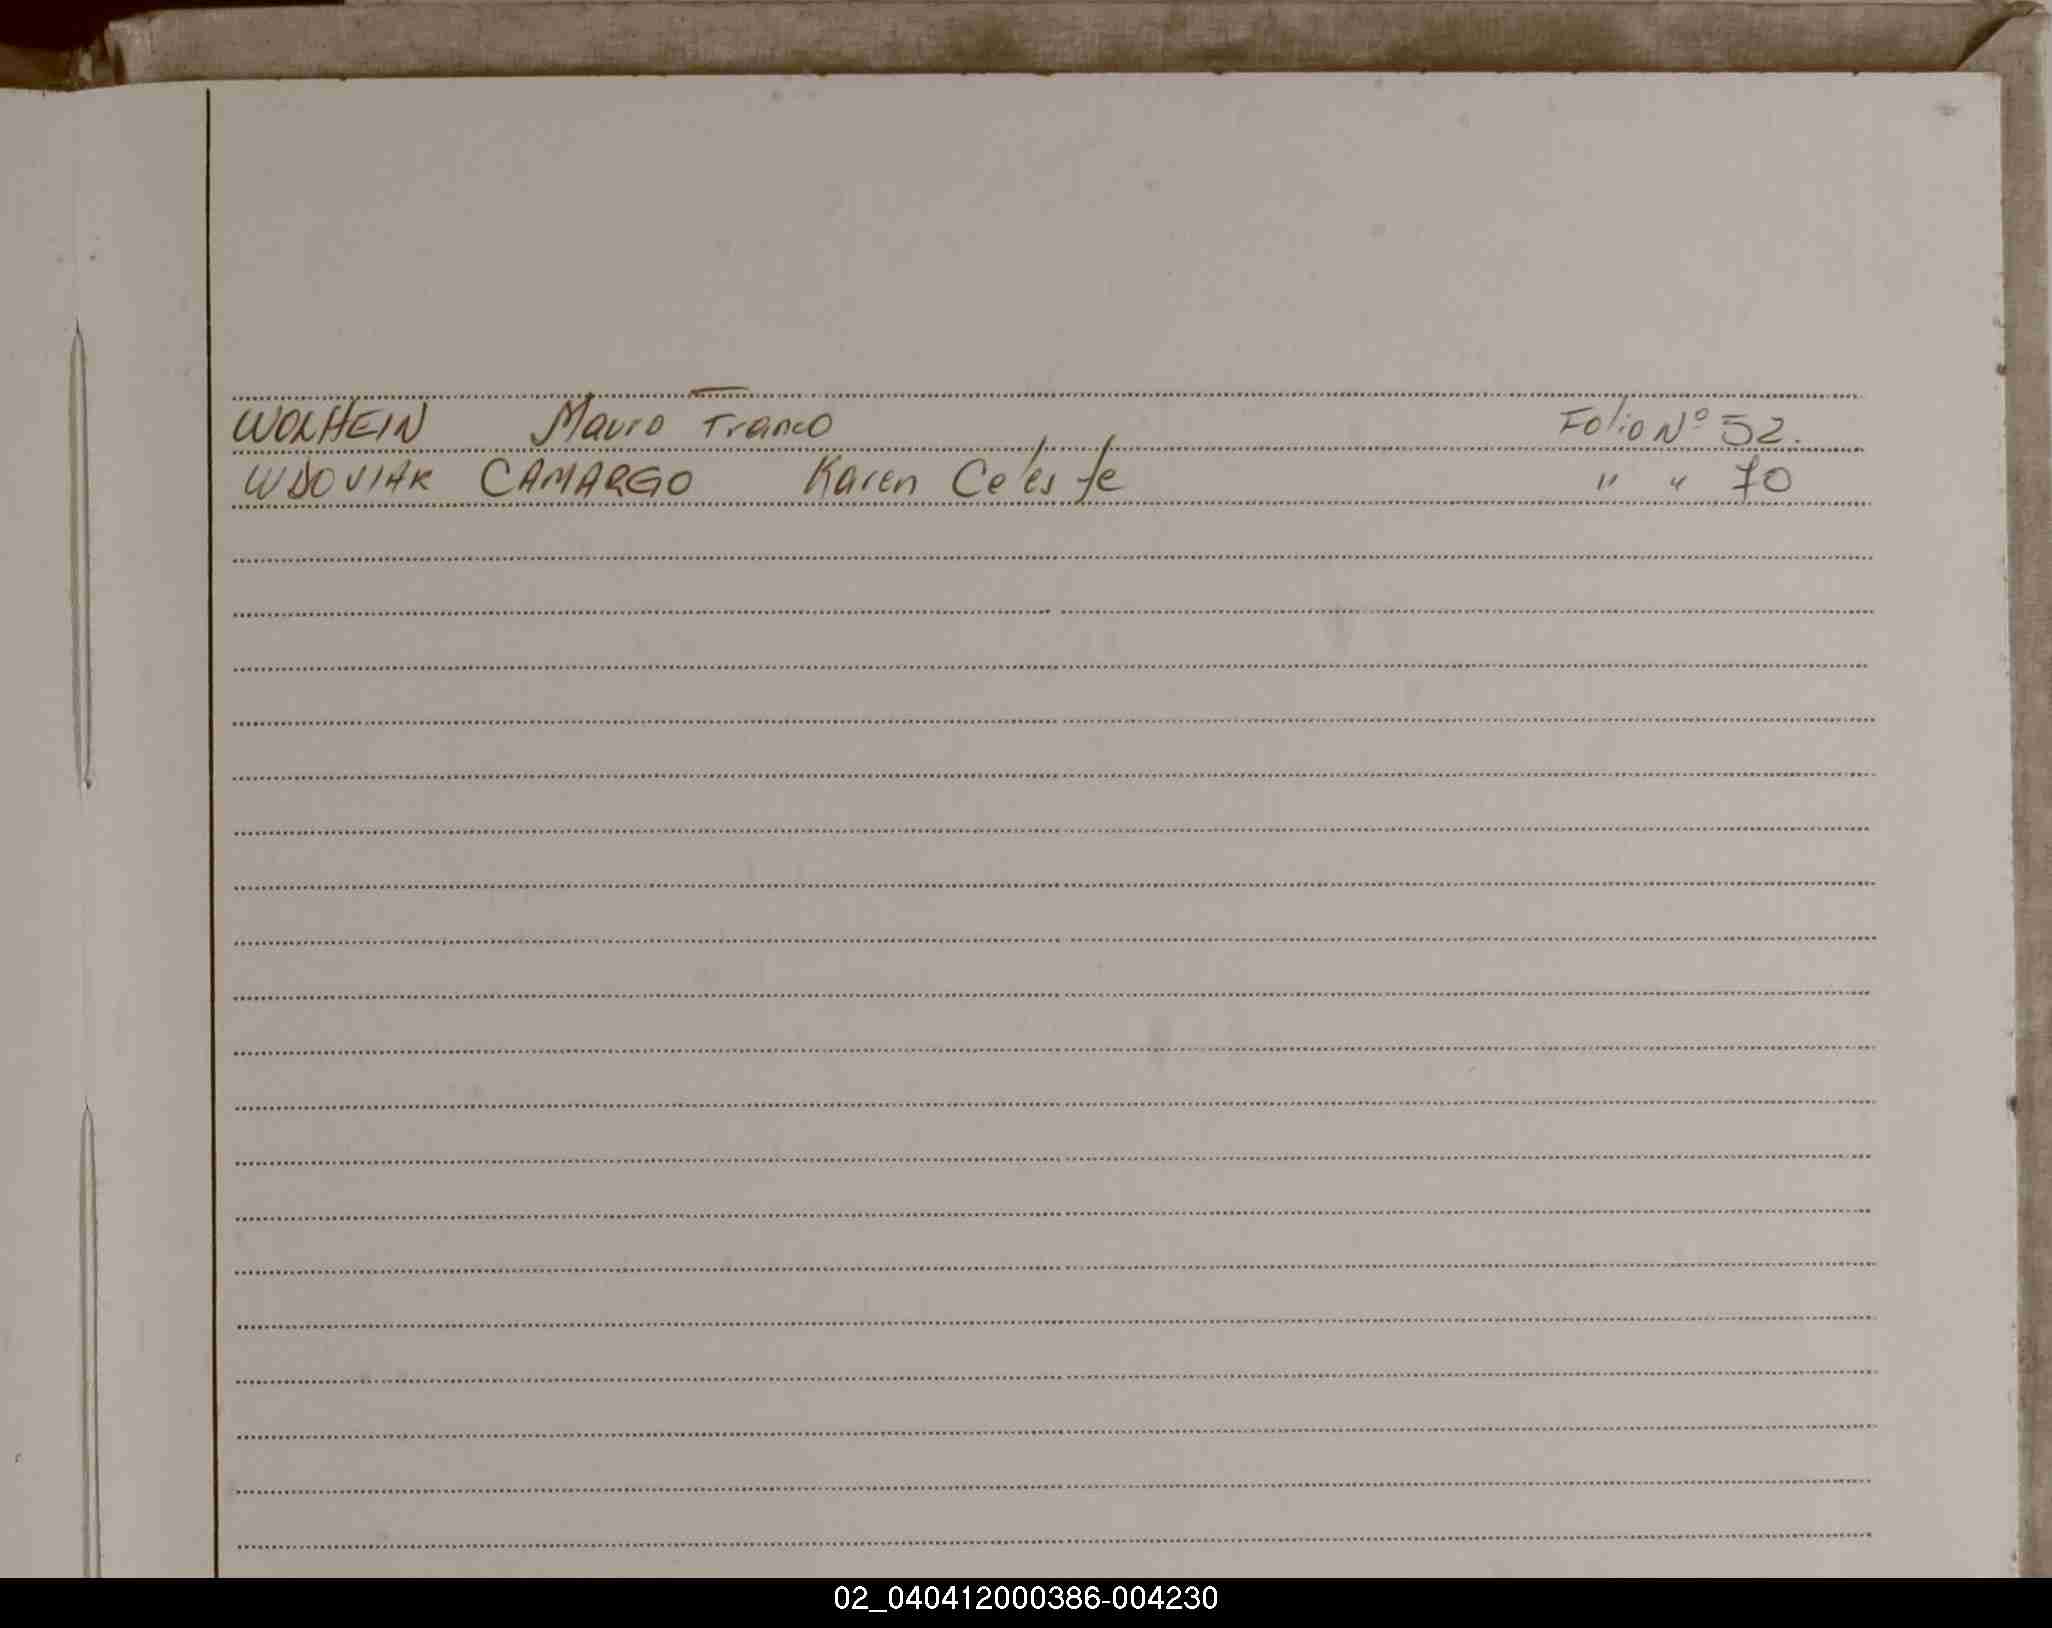 WOLHEIN Mauro Franco Folio Nº 52.
WDOVIAK CAMARGO Karen Celeste " " 70
02_040412000386-004230